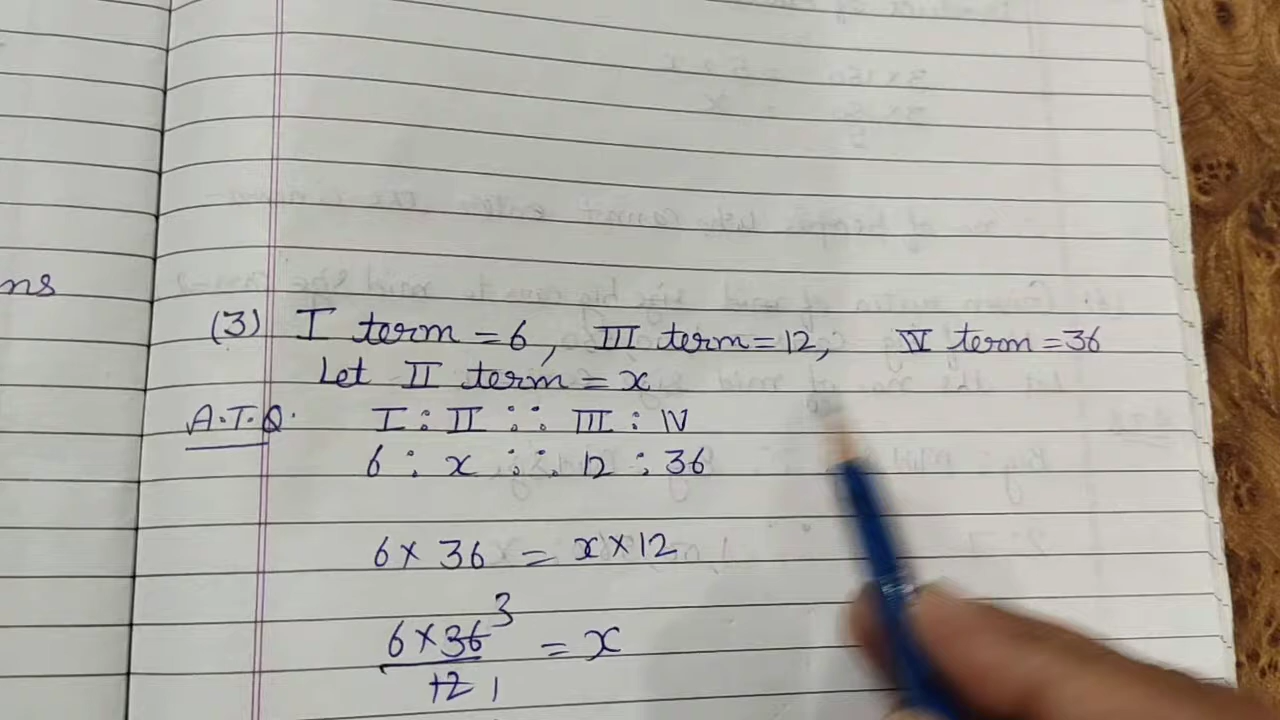 ns
(3) I term = 6, III term = 12, IV term = 36
Let II term = x
A.T.Q. I : II :: III : IV
6 : x :: 12 : 36
6 × 36 = x × 12
6 × 36 3 = x
12 1